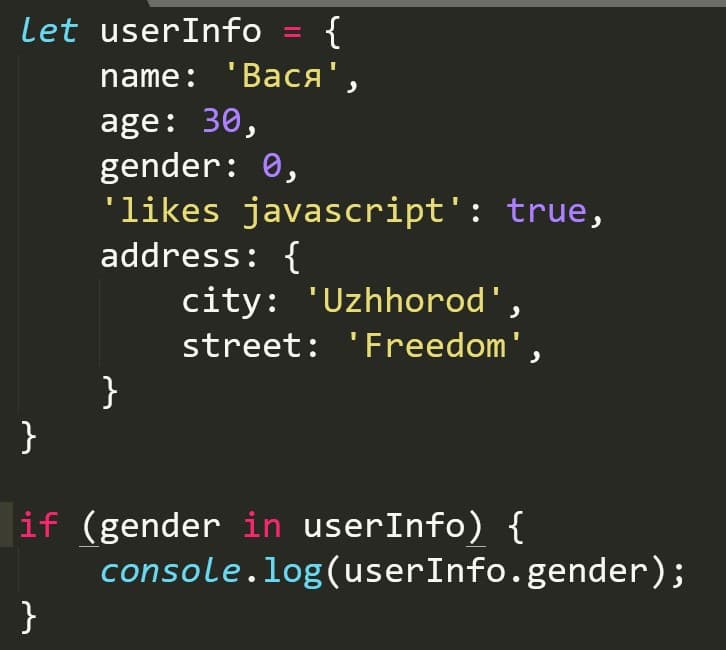 let userInfo = {
    name: 'Вася',
    age: 30,
    gender: 0,
    'likes javascript': true,
    address: {
        city: 'Uzhhorod',
        street: 'Freedom',
    }
}

if (gender in userInfo) {
    console.log(userInfo.gender);
}